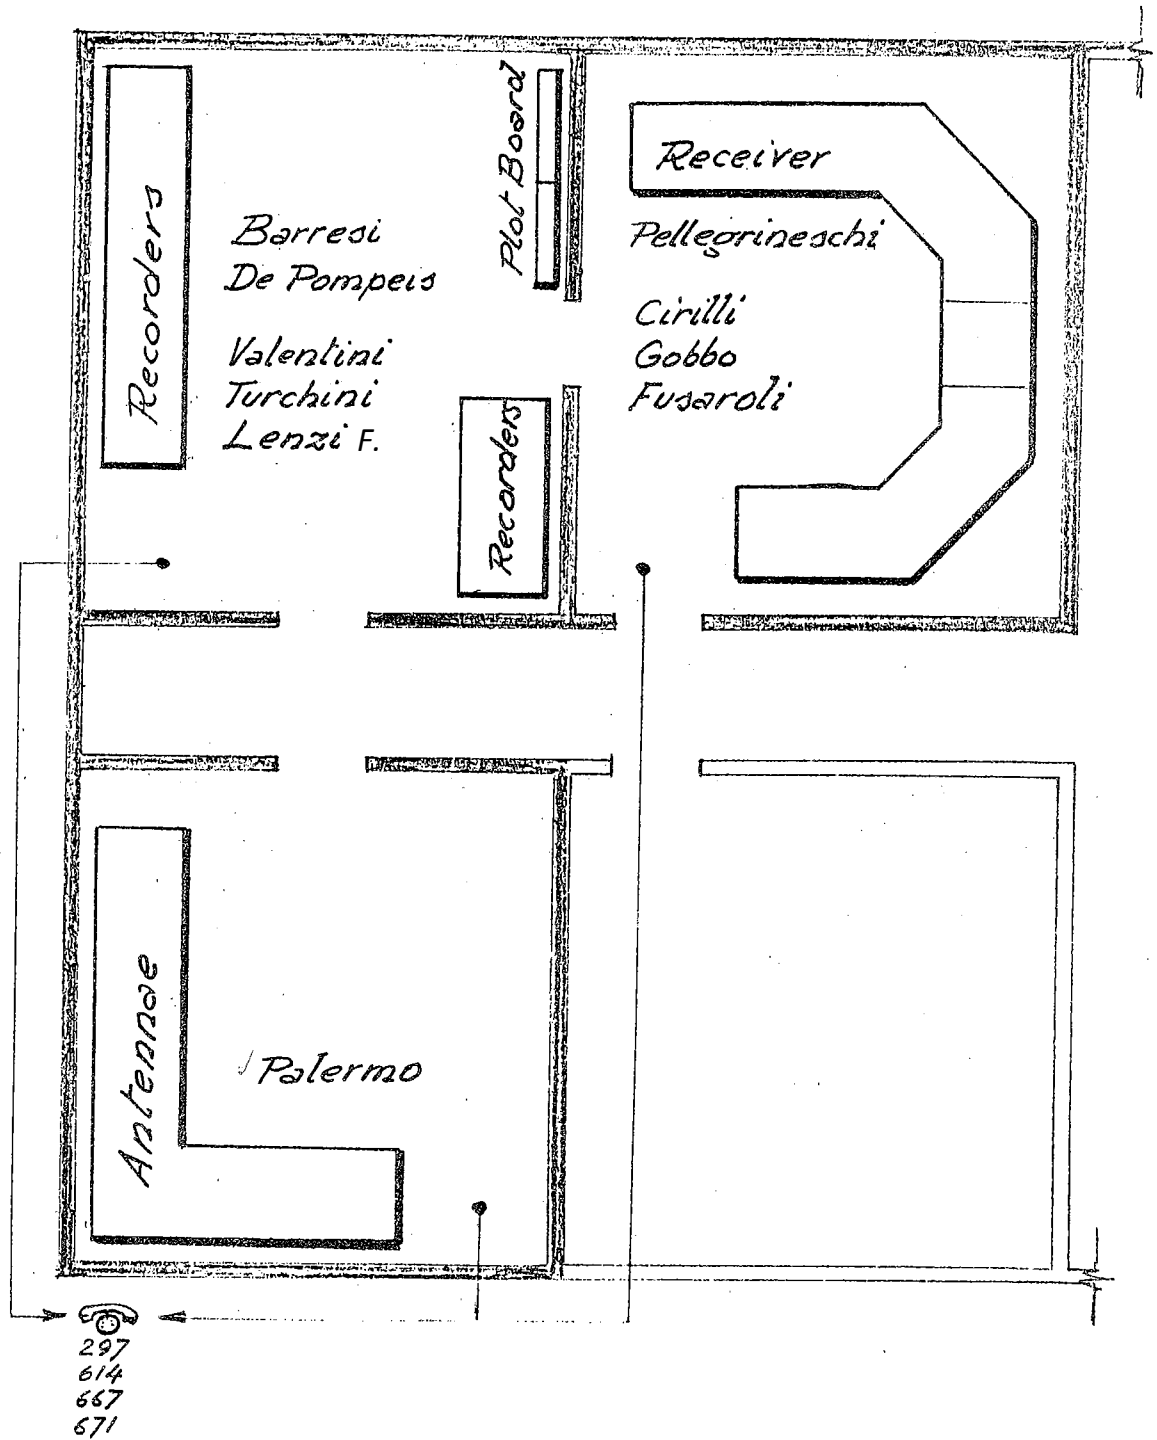 Recorders
Barresi
De Pompeis
Valentini
Turchini
Lenzi F.
Plot Board
Recorders
Receiver
Pellegrineschi
Cirilli
Gobbo
Fusaroli
Antennae
Palermo
297
614
667
671